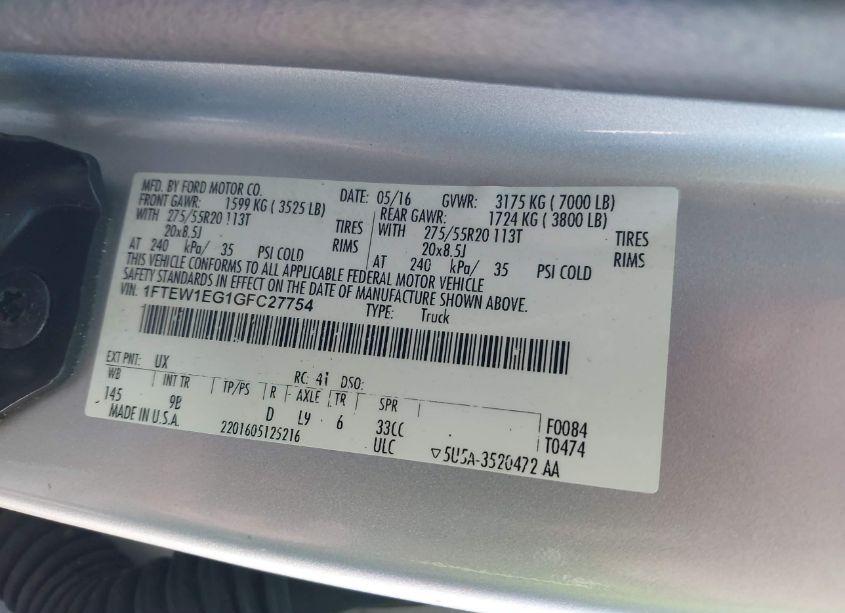 MFD. BY FORD MOTOR CO. DATE: 05/16 GVWR: 3175 KG ( 7000 LB)
FRONT GAWR: 1599 KG ( 3525 LB) REAR GAWR: 1724 KG ( 3800 LB)
WITH 275/55R20 113T TIRES WITH 275/55R20 113T TIRES
20x8.5J RIMS 20x8.5J RIMS
AT 240 kPa/ 35 PSI COLD AT 240 kPa/ 35 PSI COLD
THIS VEHICLE CONFORMS TO ALL APPLICABLE FEDERAL MOTOR VEHICLE
SAFETY STANDARDS IN EFFECT ON THE DATE OF MANUFACTURE SHOWN ABOVE.
VIN: 1FTEW1EG1GFC27754 TYPE: Truck
EXT PNT: UX RC: 41 DSO:
WB INT TR TP/PS R AXLE TR SPR
145 9B D L9 6 33CC F0084
MADE IN U.S.A. 2201605125216 ULC T0474
▽5U5A-3520472 AA